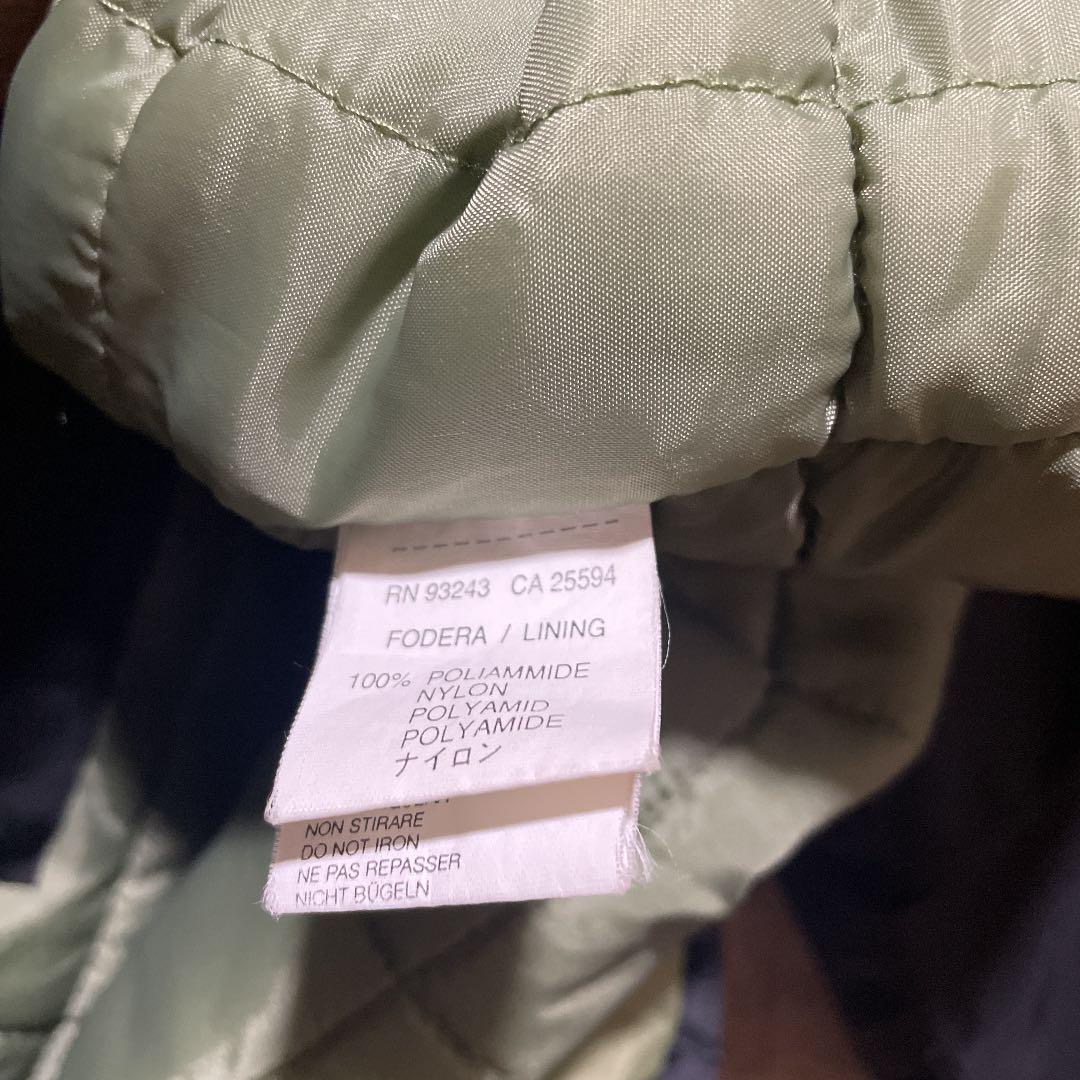 RN 93243 CA 25594
FODERA / LINING
100% POLIAMMIDE
NYLON
POLYAMID
POLYAMIDE
ナイロン
NON STIRARE
DO NOT IRON
NE PAS REPASSER
NICHT BÜGELN